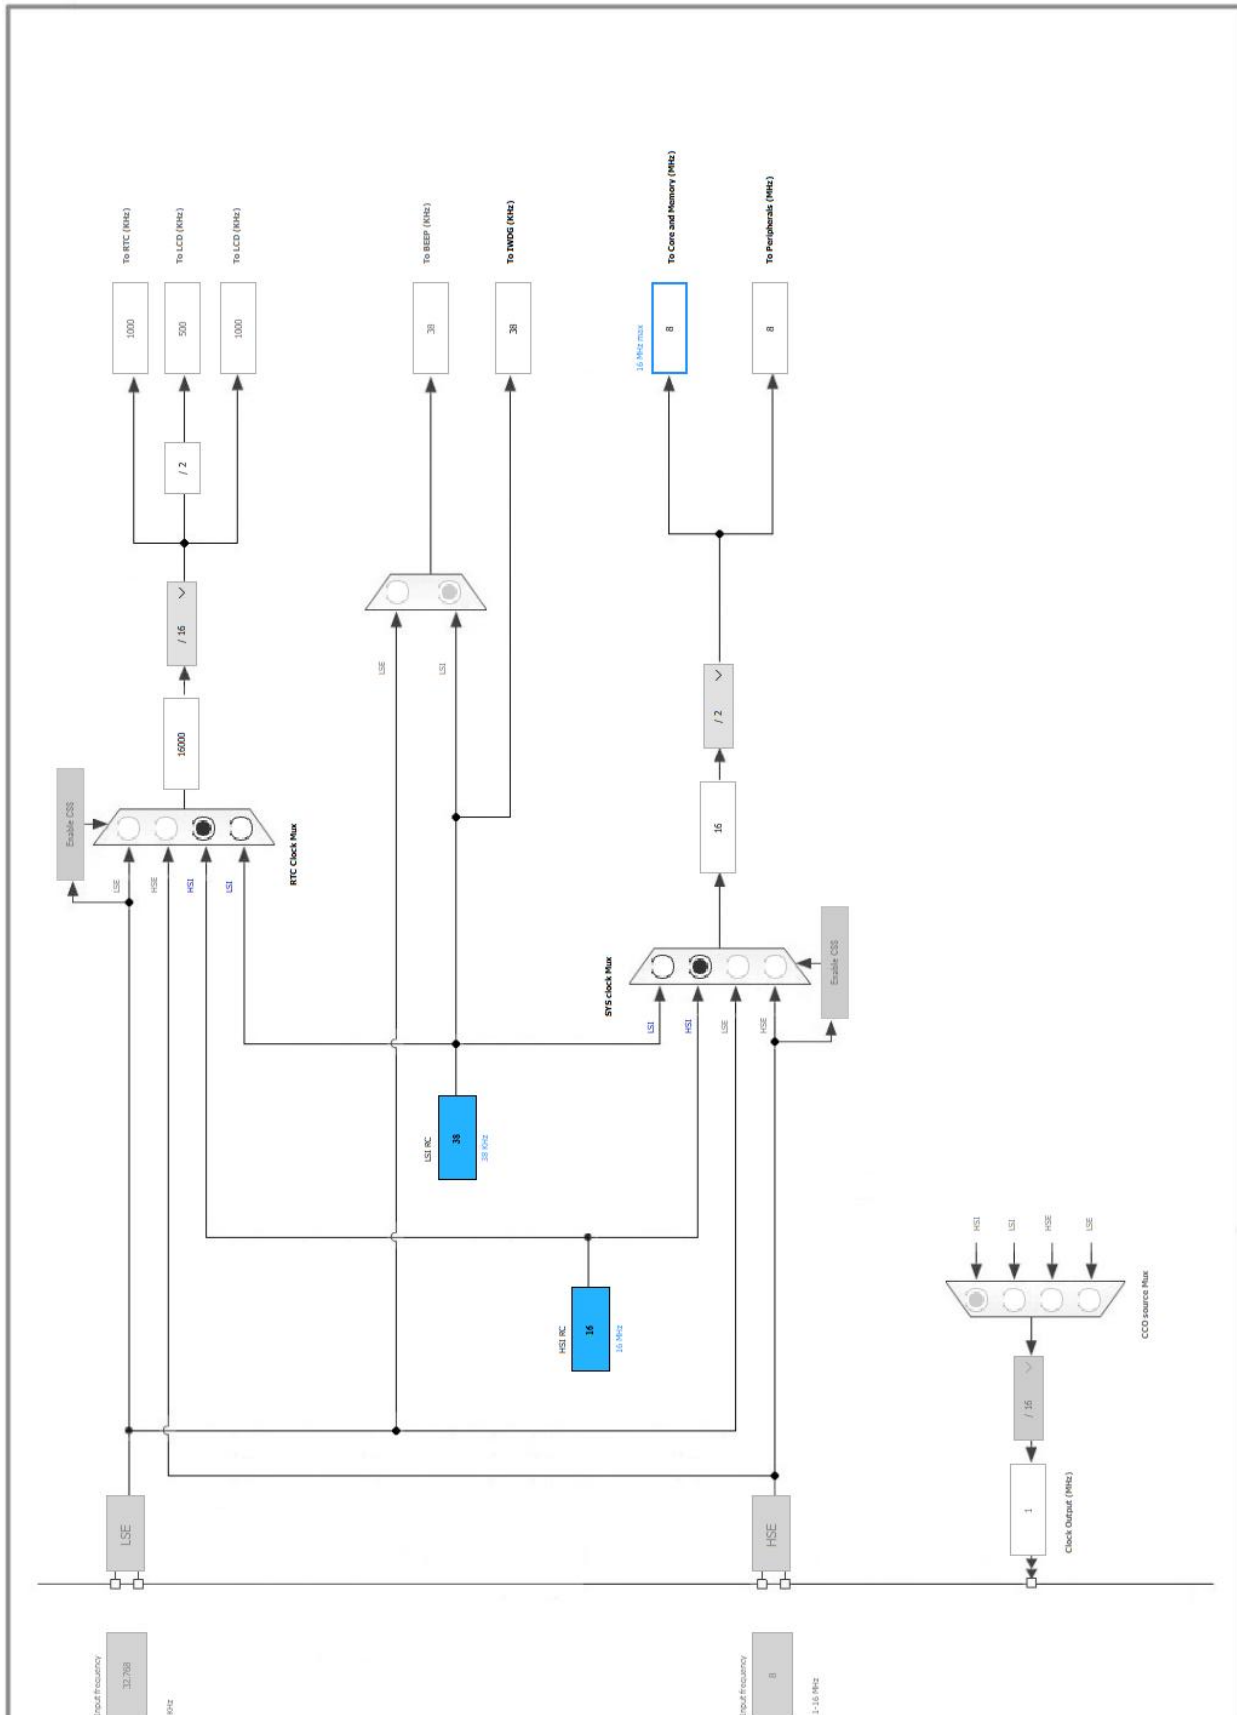 To RTC (KHz)
To LCD (KHz)
To LCD (KHz)
To BEEP (KHz)
To IWDG (KHz)
To Core and Memory (MHz)
To Peripherals (MHz)
1000
500
1000
38
38
16 MHz max
8
8
/ 2
/ 16
LSE
LSI
/ 2
16000
16
Enable CSS
RTC Clock Mux
LSE
HSE
HSI
LSI
SYS clock Mux
Enable CSS
LSI
HSI
LSE
HSE
LSI RC
38
38 KHz
HSI RC
16
16 MHz
HSI
LSI
HSE
LSE
CCO source Mux
/ 16
1
Clock Output (MHz)
LSE
HSE
Input frequency
32.768
KHz
Input frequency
8
1-16 MHz